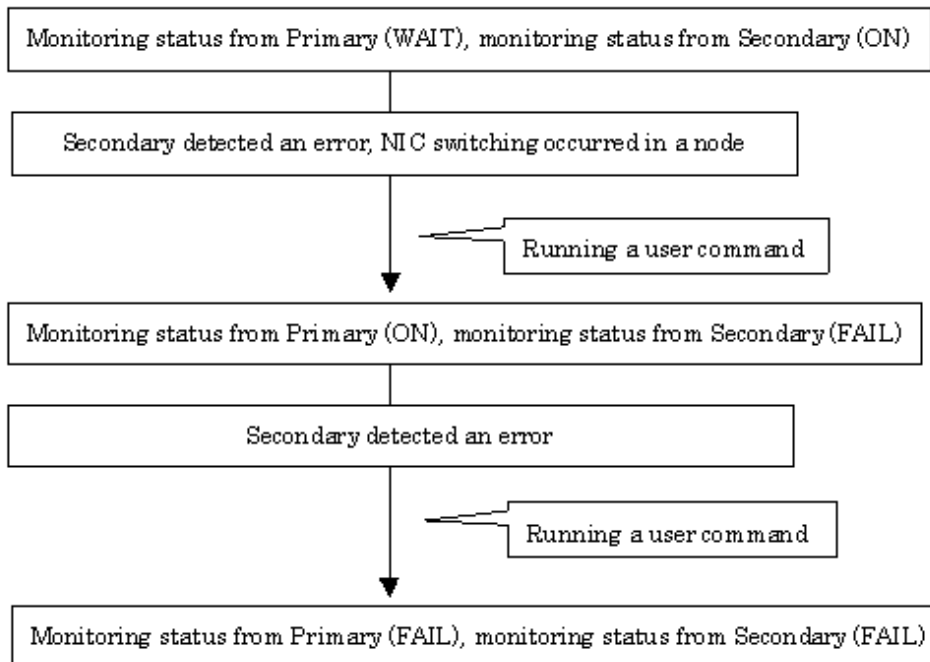 Monitoring status from Primary (WAIT), monitoring status from Secondary (ON)
Secondary detected an error, NIC switching occurred in a node
Running a user command
Monitoring status from Primary (ON), monitoring status from Secondary (FAIL)
Secondary detected an error
Running a user command
Monitoring status from Primary (FAIL), monitoring status from Secondary (FAIL)